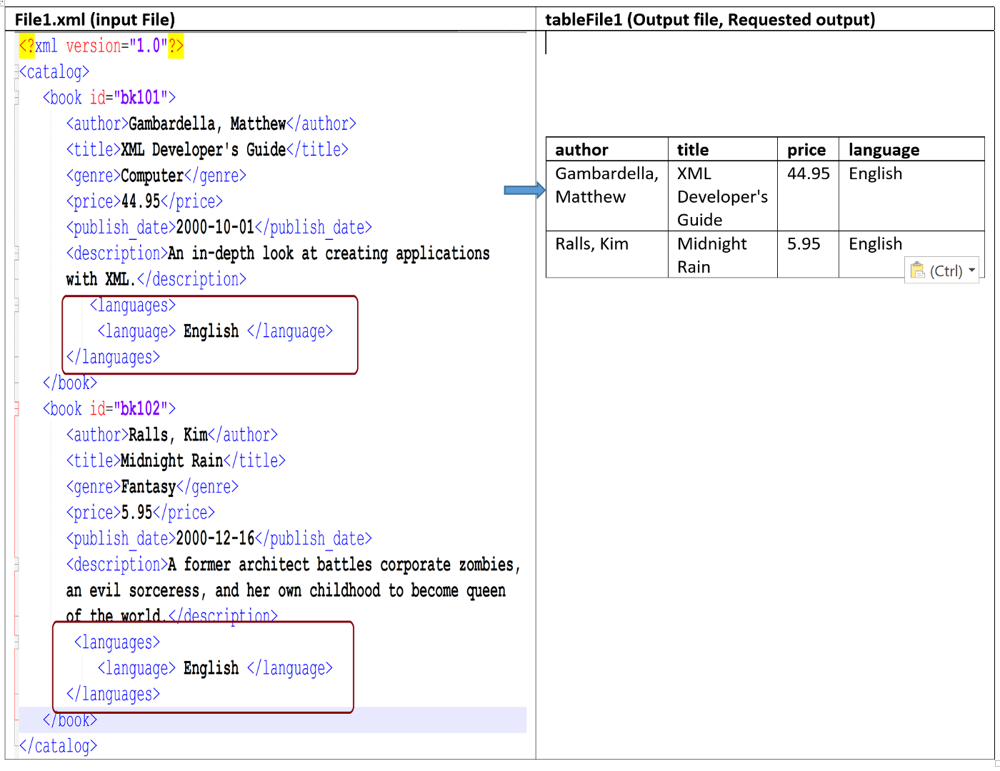 File1.xml (input File)
<?xml version="1.0"?>
<catalog>
<book id="bk101">
<author>Gambardella, Matthew</author>
<title>XML Developer's Guide</title>
<genre>Computer</genre>
<price>44.95</price>
<publish_date>2000-10-01</publish_date>
<description>An in-depth look at creating applications
with XML.</description>
<languages>
<language> English </language>
</languages>
</book>
<book id="bk102">
<author>Ralls, Kim</author>
<title>Midnight Rain</title>
<genre>Fantasy</genre>
<price>5.95</price>
<publish_date>2000-12-16</publish_date>
<description>A former architect battles corporate zombies,
an evil sorceress, and her own childhood to become queen
of the world.</description>
<languages>
<language> English </language>
</languages>
</book>
</catalog>
tableFile1 (Output file, Requested output)
author title price language
Gambardella, XML 44.95 English
Matthew Developer's
Guide
Ralls, Kim Midnight 5.95 English
Rain
(Ctrl)